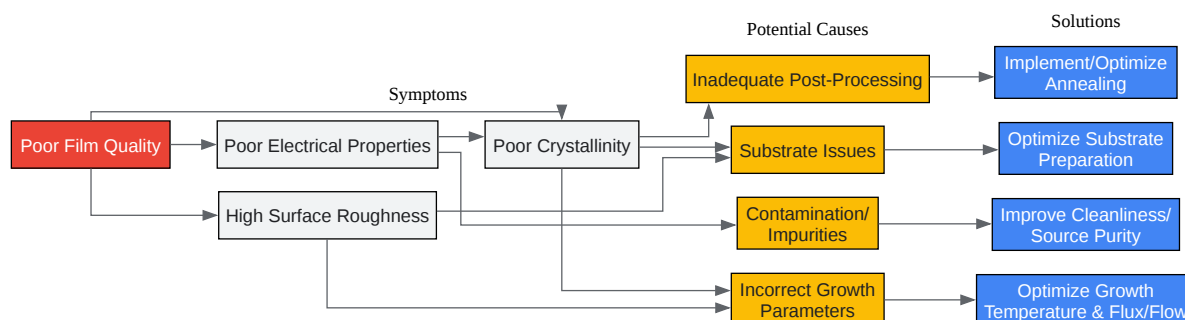 Solutions
Potential Causes
Implement/Optimize
Annealing
Inadequate Post-Processing
Symptoms
Poor Film Quality
Poor Electrical Properties
Poor Crystallinity
Substrate Issues
Optimize Substrate
Preparation
High Surface Roughness
Contamination/
Impurities
Improve Cleanliness/
Source Purity
Incorrect Growth
Parameters
Optimize Growth
Temperature & Flux/Flow